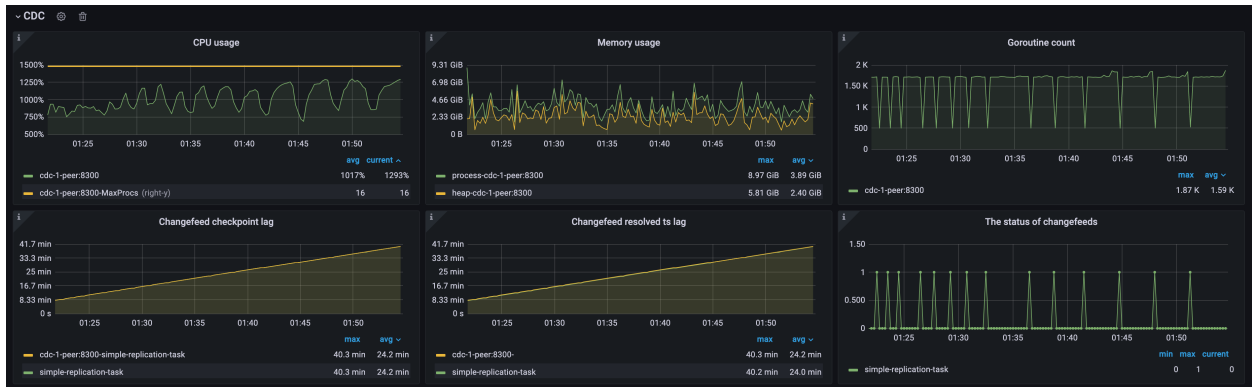 CDC
CPU usage
1500%
1250%
1000%
750%
500%
01:25 01:30 01:35 01:40 01:45 01:50
avg current
cdc-1-peer:8300 1017% 1293%
cdc-1-peer:8300-MaxProcs (right-y) 16 16
Memory usage
9.31 GiB
6.98 GiB
4.66 GiB
2.33 GiB
0 B
01:25 01:30 01:35 01:40 01:45 01:50
max avg
process-cdc-1-peer:8300 8.97 GiB 3.89 GiB
heap-cdc-1-peer:8300 5.81 GiB 2.40 GiB
Goroutine count
2 K
1.50 K
1 K
500
0
01:25 01:30 01:35 01:40 01:45 01:50
max avg
cdc-1-peer:8300 1.87 K 1.59 K
Changefeed checkpoint lag
41.7 min
33.3 min
25 min
16.7 min
8.33 min
0 s
01:25 01:30 01:35 01:40 01:45 01:50
max avg
cdc-1-peer:8300-simple-replication-task 40.3 min 24.2 min
simple-replication-task 40.3 min 24.2 min
Changefeed resolved ts lag
41.7 min
33.3 min
25 min
16.7 min
8.33 min
0 s
01:25 01:30 01:35 01:40 01:45 01:50
max avg
cdc-1-peer:8300- 40.3 min 24.2 min
simple-replication-task 40.2 min 24.0 min
The status of changefeeds
1.50
1
0.500
0
01:25 01:30 01:35 01:40 01:45 01:50
min max current
simple-replication-task 0 1 0